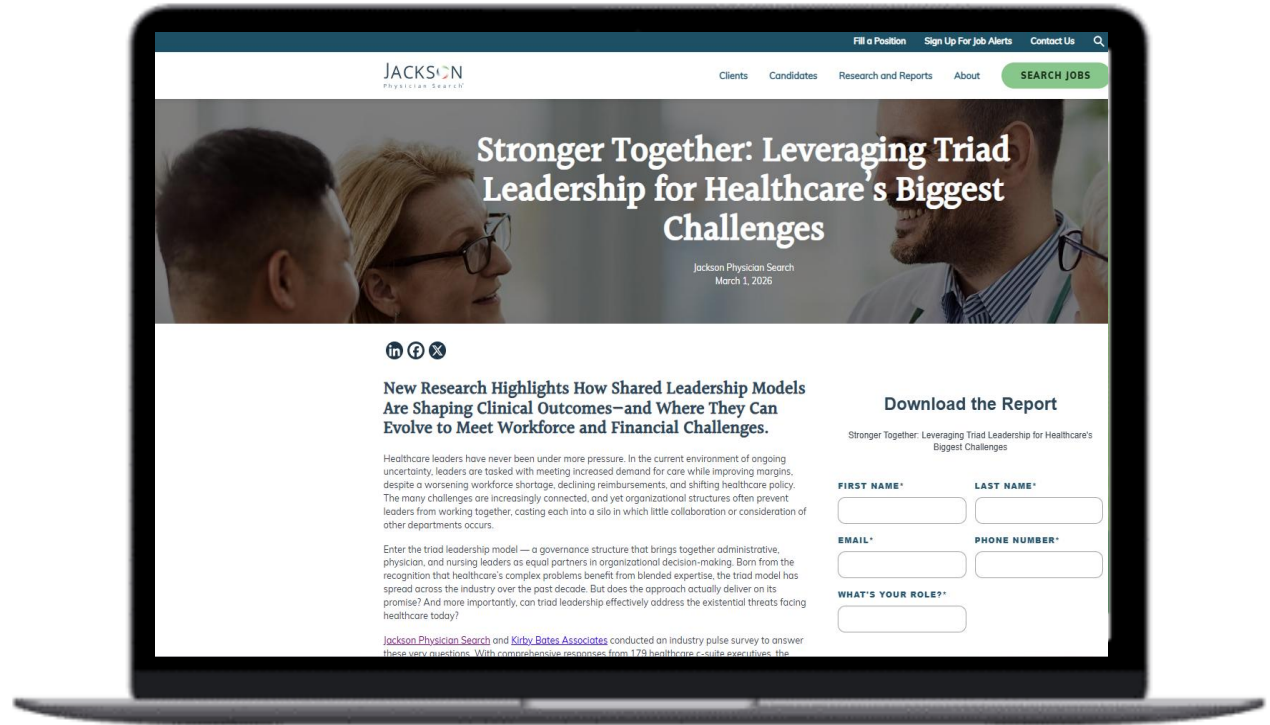 Fill a Position Sign Up For Job Alerts Contact Us
JACKSON
Physician Search
Clients Candidates Research and Reports About SEARCH JOBS
Stronger Together: Leveraging Triad
Leadership for Healthcare's Biggest
Challenges
Jackson Physician Search
March 1, 2026
in f X
New Research Highlights How Shared Leadership Models
Are Shaping Clinical Outcomes—and Where They Can
Evolve to Meet Workforce and Financial Challenges.
Healthcare leaders have never been under more pressure. In the current environment of ongoing
uncertainty, leaders are tasked with meeting increased demand for care while improving margins,
despite a worsening workforce shortage, declining reimbursements, and shifting healthcare policy.
The many challenges are increasingly connected, and yet organizational structures often prevent
leaders from working together, casting each into a silo in which little collaboration or consideration of
other departments occurs.
Enter the triad leadership model — a governance structure that brings together administrative,
physician, and nursing leaders as equal partners in organizational decision-making. Born from the
recognition that healthcare's complex problems benefit from blended expertise, the triad model has
spread across the industry over the past decade. But does the approach actually deliver on its
promise? And more importantly, can triad leadership effectively address the existential threats facing
healthcare today?
Jackson Physician Search and Kirby Bates Associates conducted an industry pulse survey to answer
these very questions. With comprehensive responses from 179 healthcare c-suite executives, the
Download the Report
Stronger Together: Leveraging Triad Leadership for Healthcare's
Biggest Challenges
FIRST NAME* LAST NAME*
EMAIL* PHONE NUMBER*
WHAT'S YOUR ROLE?*